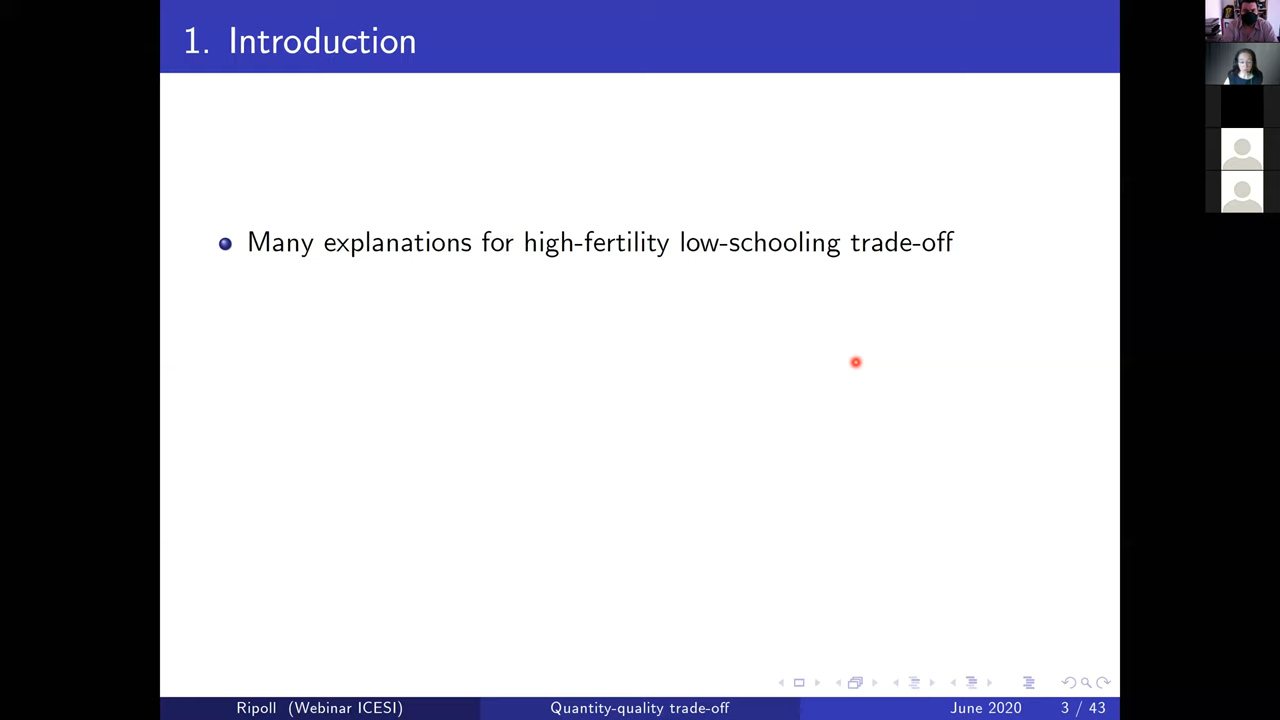 1. Introduction
Many explanations for high-fertility low-schooling trade-off
Ripoll (Webinar ICESI) Quantity-quality trade-off June 2020 3 / 43